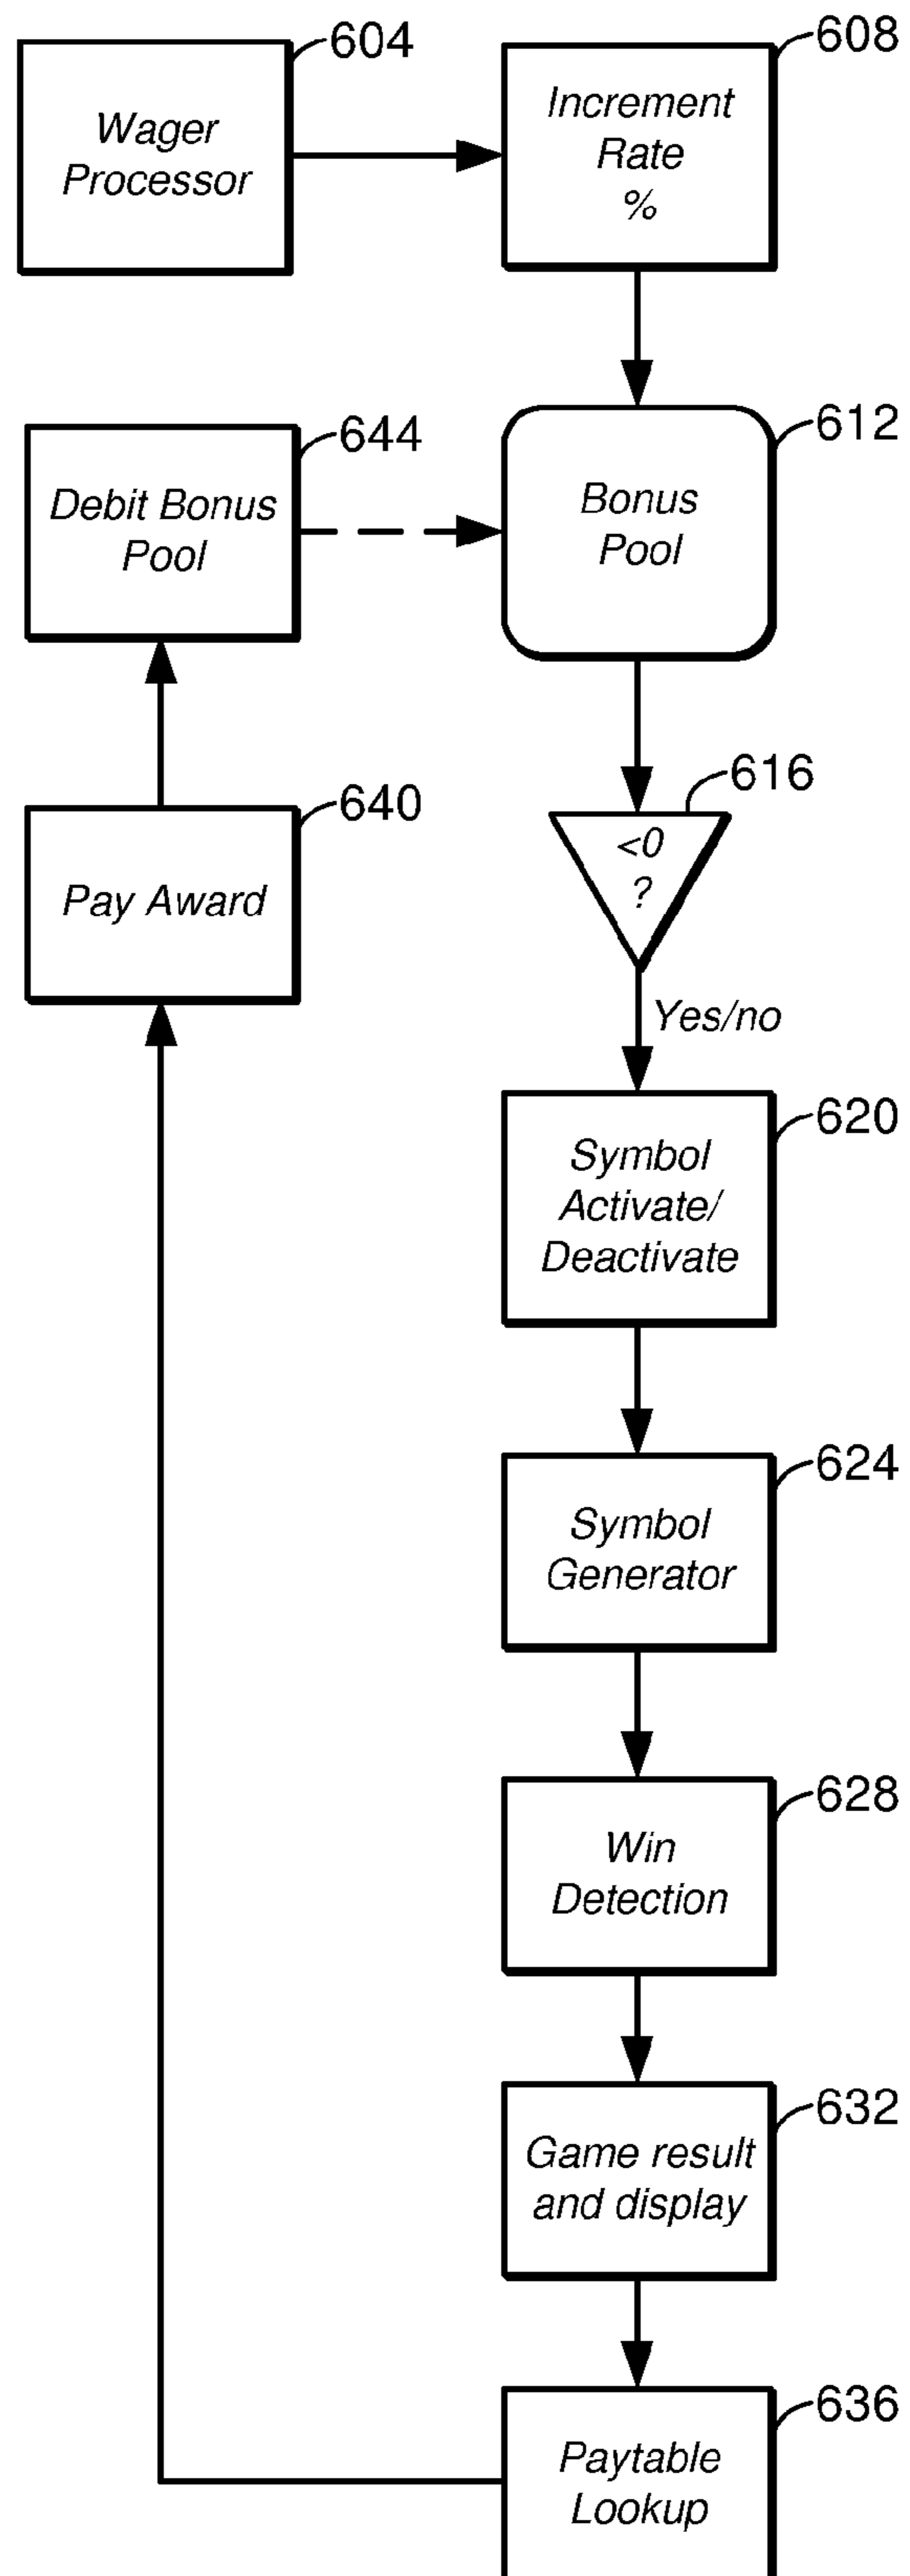 604
Wager
Processor
608
Increment
Rate
%
644
Debit Bonus
Pool
612
Bonus
Pool
616
<0
?
Yes/no
640
Pay Award
620
Symbol
Activate/
Deactivate
624
Symbol
Generator
628
Win
Detection
632
Game result
and display
636
Paytable
Lookup